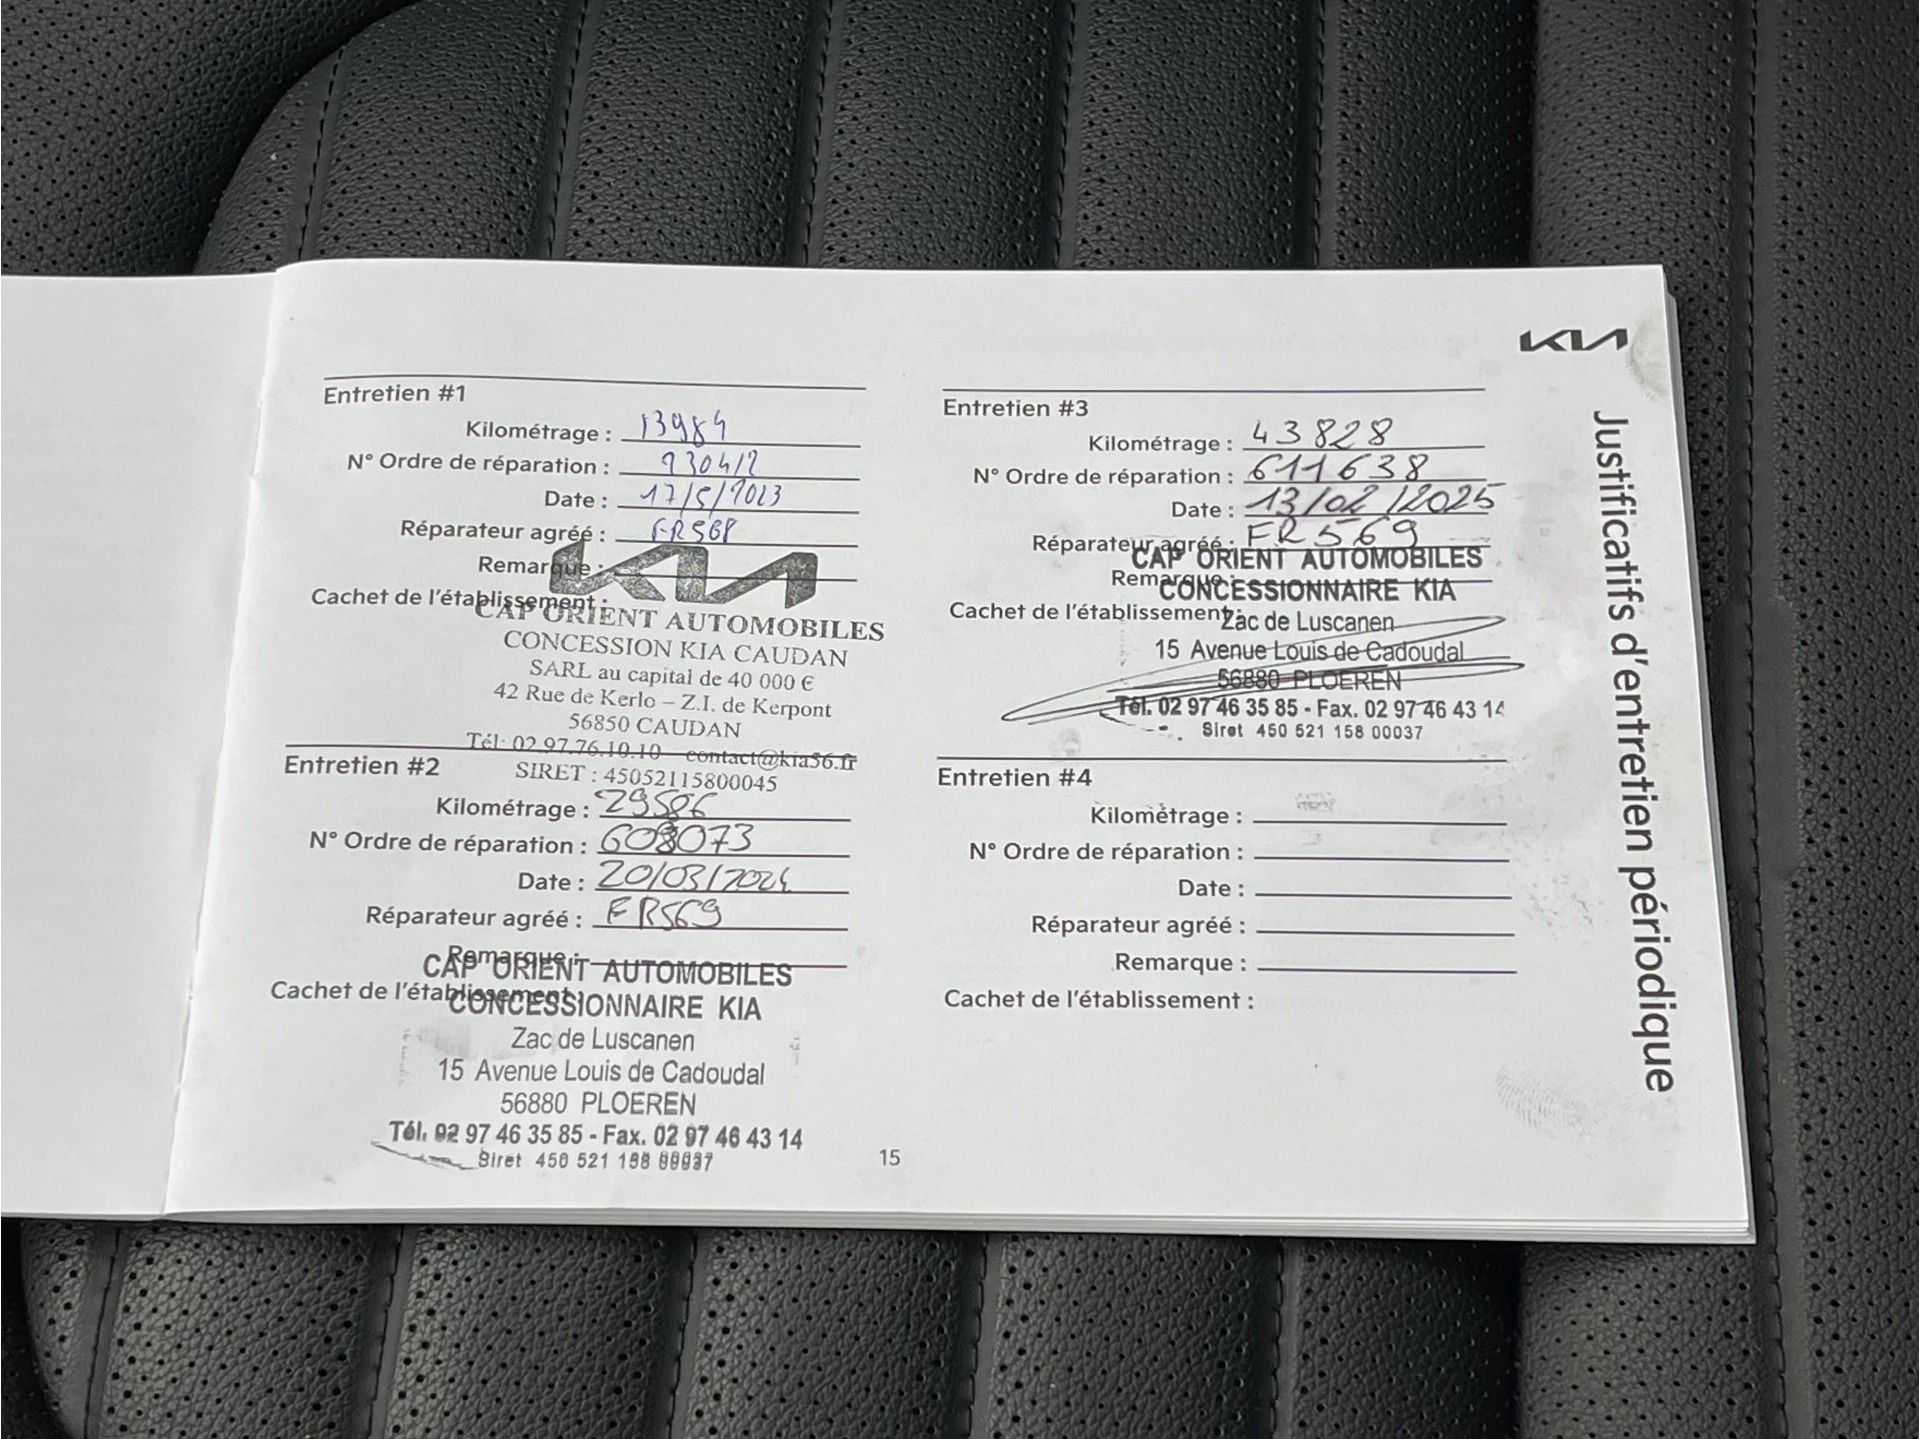 KIA
Justificatifs d'entretien périodique
Entretien #1
Kilométrage : 13984
N° Ordre de réparation :
Date : 17/5/2023
Réparateur agréé :
Remarque :
Cachet de l'établissement :
KIA
CAP ORIENT AUTOMOBILES
CONCESSION KIA CAUDAN
SARL au capital de 40 000 €
42 Rue de Kerlo – Z.I. de Kerpont
56850 CAUDAN
Tél: 02.97.76.10.10 contact@kia56.fr
SIRET : 45052115800045
Entretien #2
Kilométrage : 29586
N° Ordre de réparation : 608073
Date : 20/03/2024
Réparateur agréé : FR569
Remarque :
Cachet de l'établissement :
CAP ORIENT AUTOMOBILES
CONCESSIONNAIRE KIA
Zac de Luscanen
15 Avenue Louis de Cadoudal
56880 PLOEREN
Tél. 02 97 46 35 85 - Fax. 02 97 46 43 14
Siret 450 521 158 00037
Entretien #3
Kilométrage : 43828
N° Ordre de réparation : 611638
Date : 13/02/2025
Réparateur agréé : FR569
Remarque :
Cachet de l'établissement :
CAP ORIENT AUTOMOBILES
CONCESSIONNAIRE KIA
Zac de Luscanen
15 Avenue Louis de Cadoudal
56880 PLOEREN
Tél. 02 97 46 35 85 - Fax. 02 97 46 43 14
Siret 450 521 158 00037
Entretien #4
Kilométrage :
N° Ordre de réparation :
Date :
Réparateur agréé :
Remarque :
Cachet de l'établissement :
15